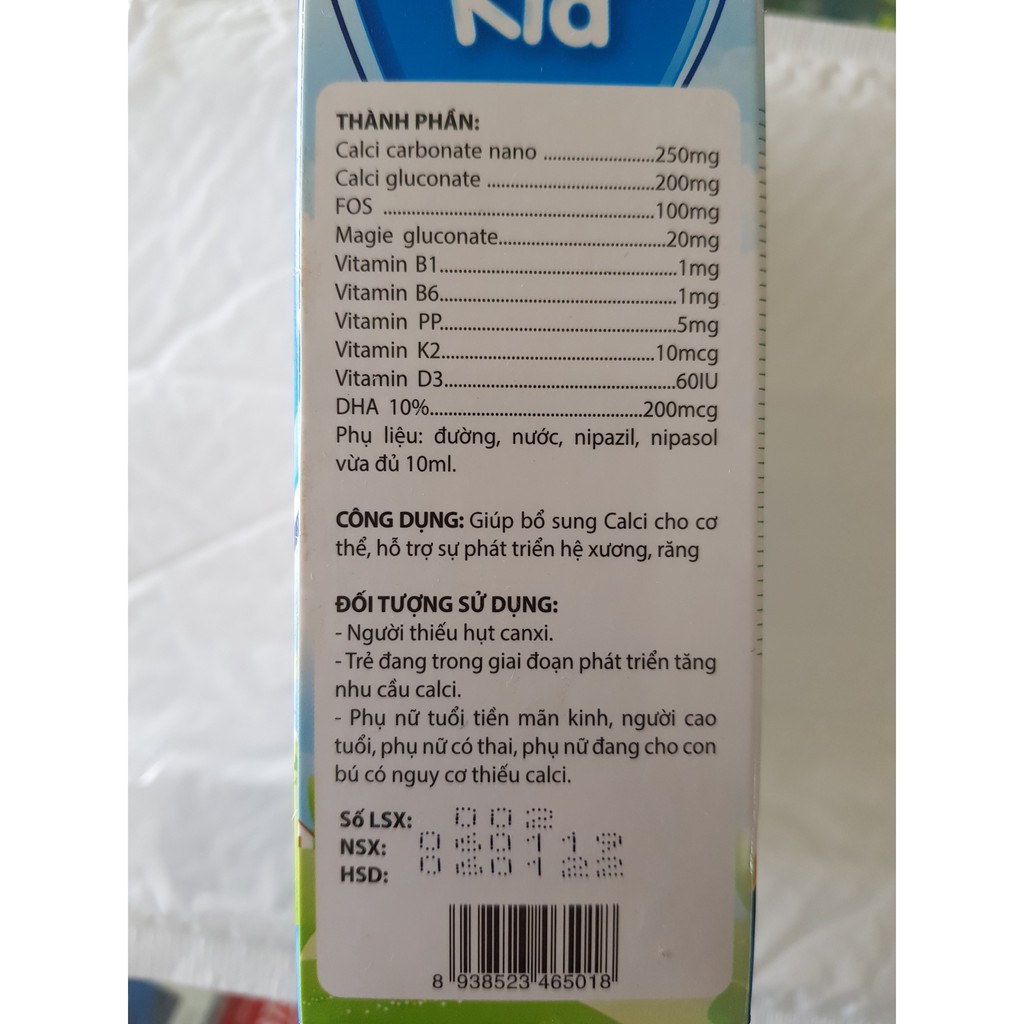 Kid
THÀNH PHẦN:
Calci carbonate nano ........................250mg
Calci gluconate ....................................200mg
FOS ..........................................................100mg
Magie gluconate....................................20mg
Vitamin B1...................................................1mg
Vitamin B6...................................................1mg
Vitamin PP...................................................5mg
Vitamin K2..............................................10mcg
Vitamin D3..................................................60IU
DHA 10%..............................................200mcg
Phụ liệu: đường, nước, nipazil, nipasol
vừa đủ 10ml.
CÔNG DỤNG: Giúp bổ sung Calci cho cơ
thể, hỗ trợ sự phát triển hệ xương, răng
ĐỐI TƯỢNG SỬ DỤNG:
- Người thiếu hụt canxi.
- Trẻ đang trong giai đoạn phát triển tăng
nhu cầu calci.
- Phụ nữ tuổi tiền mãn kinh, người cao
tuổi, phụ nữ có thai, phụ nữ đang cho con
bú có nguy cơ thiếu calci.
Số LSX: 002
NSX:
HSD:
8 938523 465018